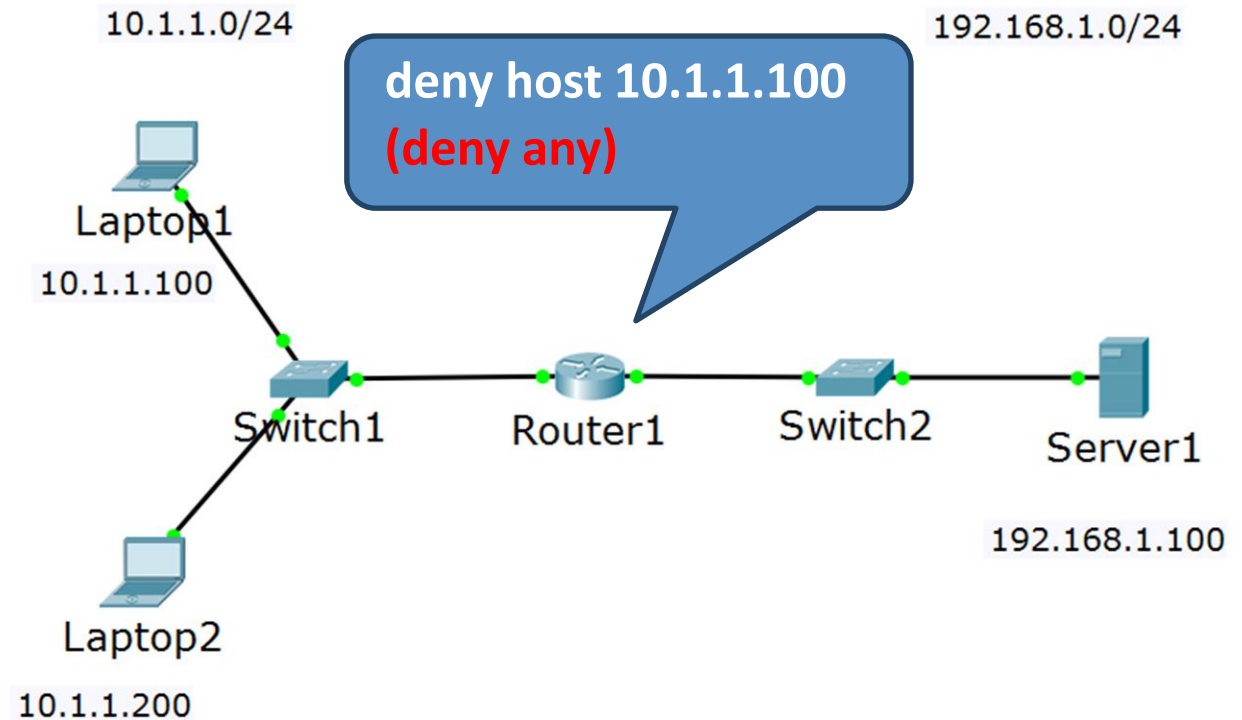 10.1.1.0/24
192.168.1.0/24
deny host 10.1.1.100
(deny any)
Laptop1
10.1.1.100
Switch1
Router1
Switch2
Server1
192.168.1.100
Laptop2
10.1.1.200